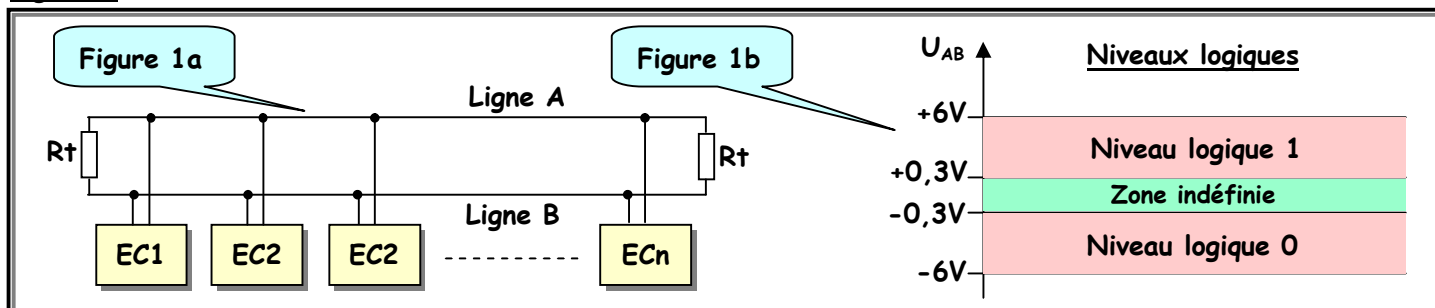 Figure 1a
Figure 1b
U_AB
Niveaux logiques
Ligne A
+6V
Rt
Rt
Niveau logique 1
+0,3V
Zone indéfinie
-0,3V
Ligne B
EC1
EC2
EC2
ECn
Niveau logique 0
-6V